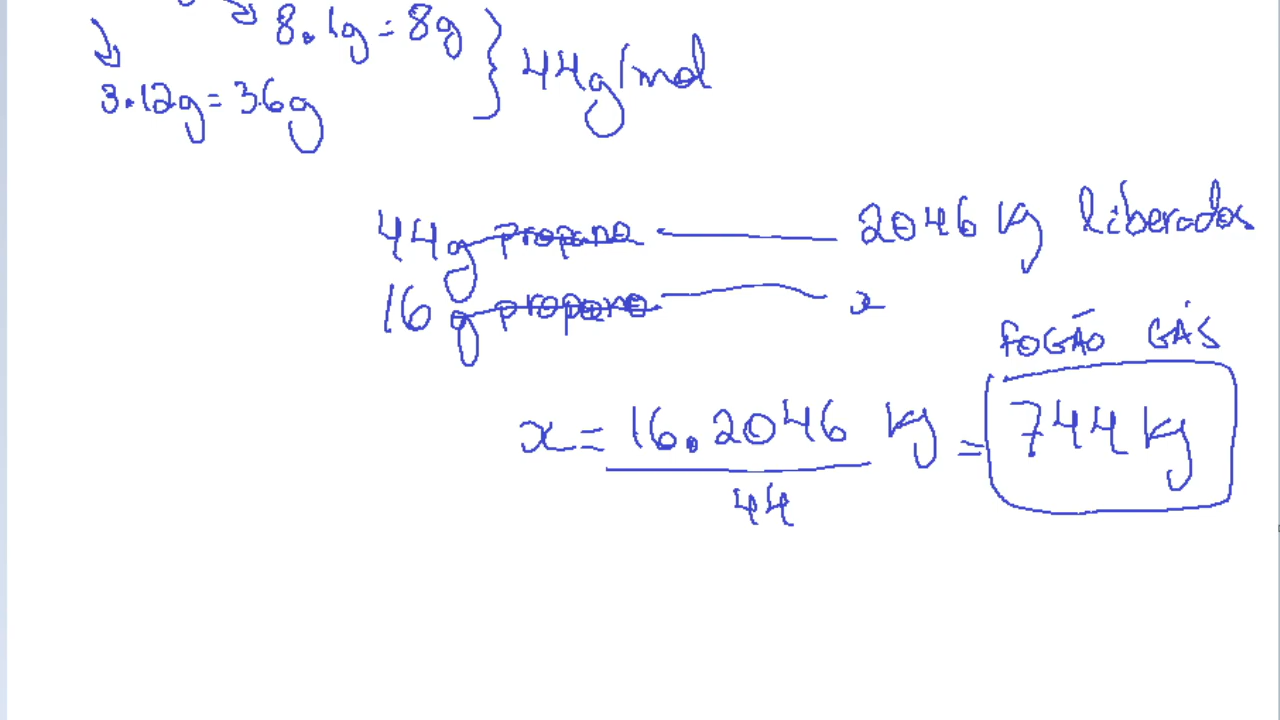 8.1g = 8g
3.12g = 36g } 44g/mol
44g propano — 2046 kJ liberados
16g propano — x
FOGÃO GÁS
x = 16.2046 kJ = 744 kJ
44